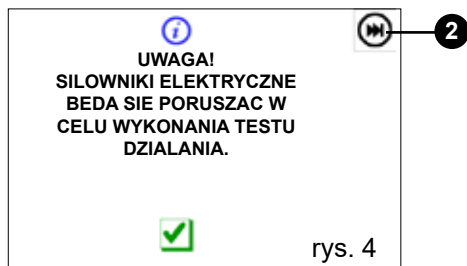 2
UWAGA!
SILOWNIKI ELEKTRYCZNE
BEDA SIE PORUSZAC W
CELU WYKONANIA TESTU
DZIALANIA.
rys. 4